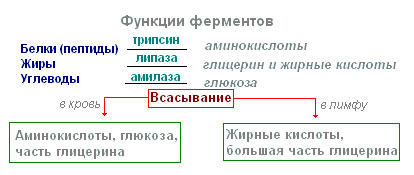 Функции ферментов
Белки (пептиды) трипсин аминокислоты
Жиры липаза глицерин и жирные кислоты
Углеводы амилаза глюкоза
в кровь Всасывание в лимфу
Аминокислоты, глюкоза,
часть глицерина
Жирные кислоты,
большая часть глицерина